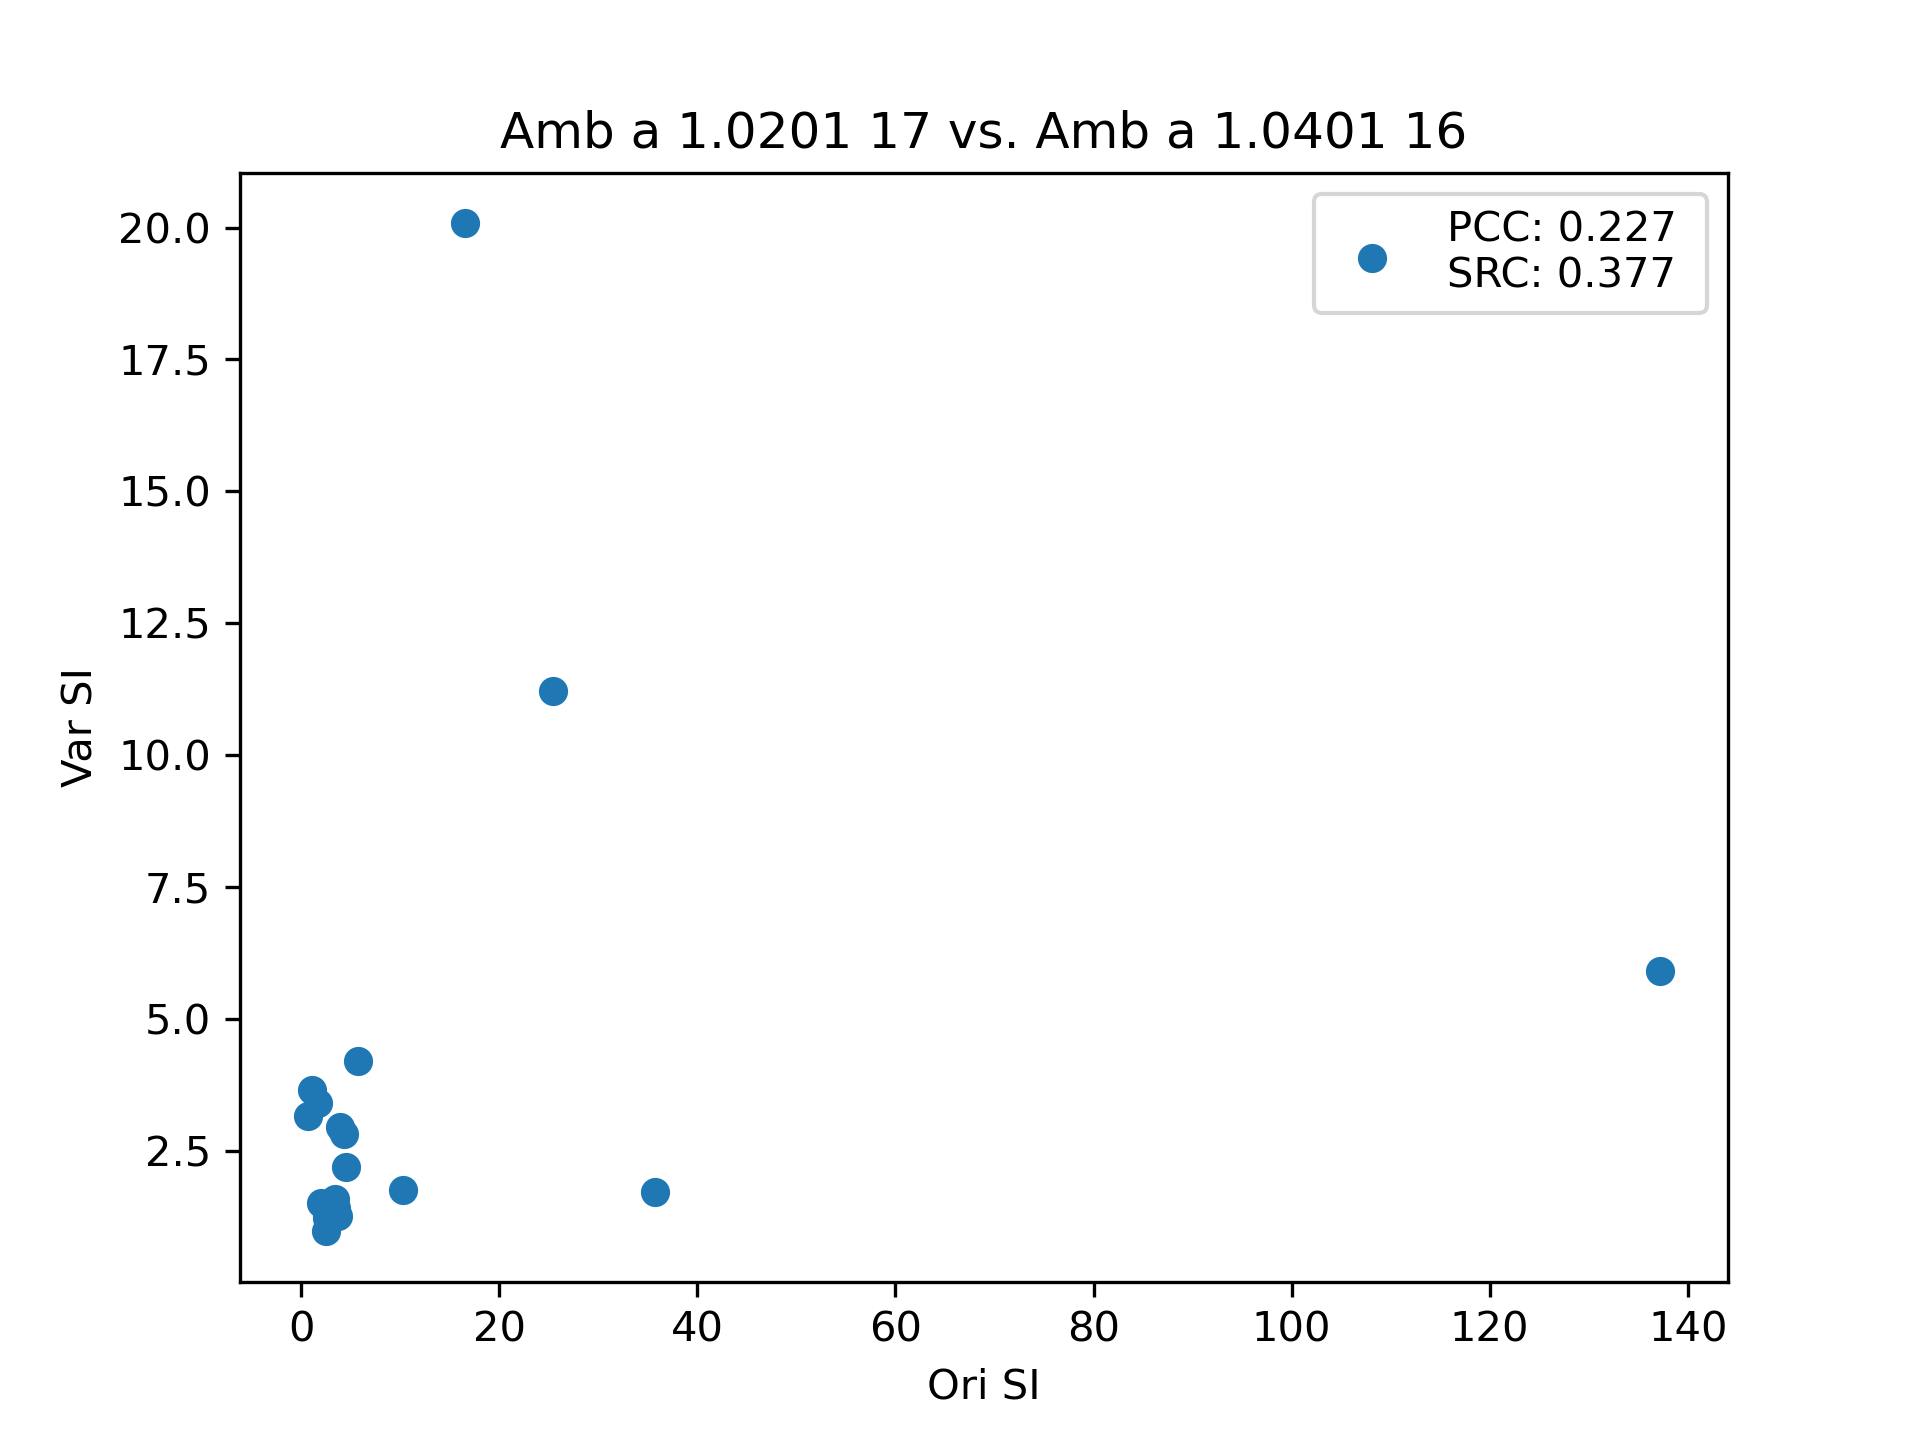 Amb a 1.0201 17 vs. Amb a 1.0401 16
PCC: 0.227
SRC: 0.377
20.0
17.5
15.0
12.5
10.0
7.5
5.0
2.5
Var SI
0 20 40 60 80 100 120 140
Ori SI